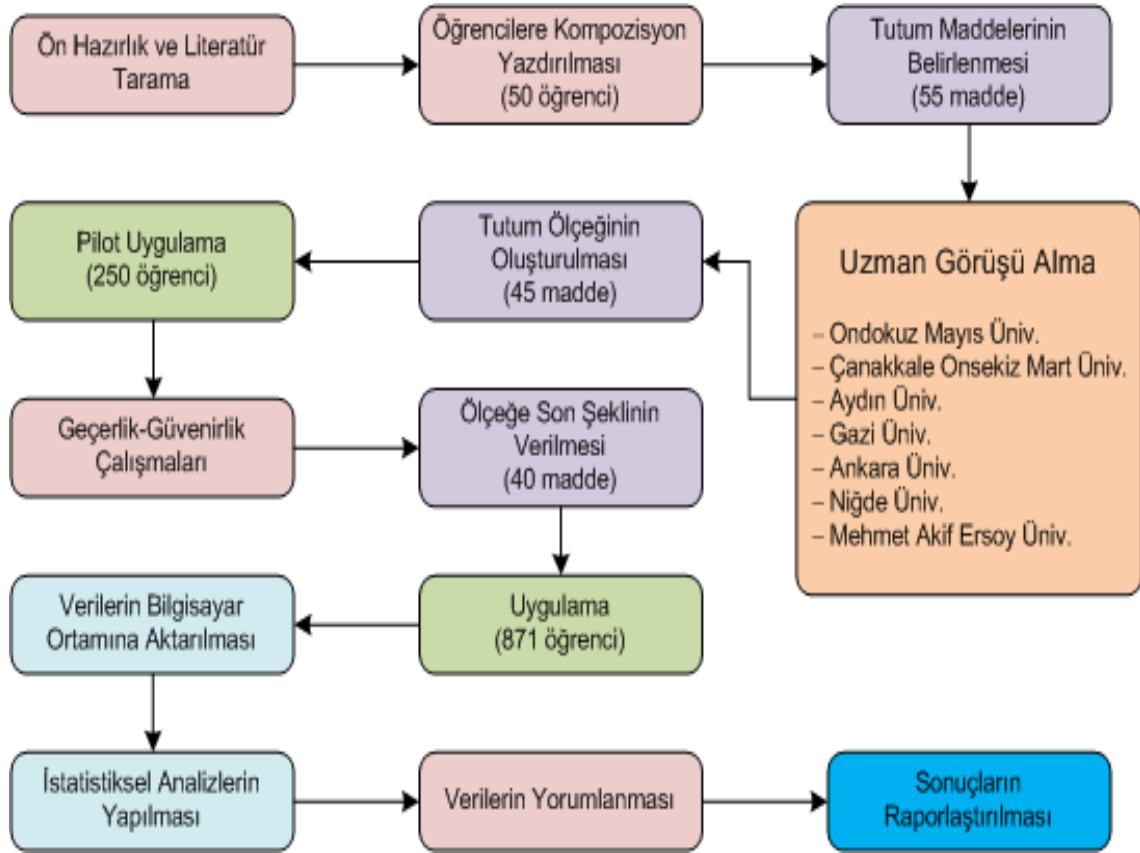 Ön Hazırlık ve Literatür
Tarama
Öğrencilere Kompozisyon
Yazdırılması
(50 öğrenci)
Tutum Maddelerinin
Belirlenmesi
(55 madde)
Uzman Görüşü Alma
– Ondokuz Mayıs Üniv.
– Çanakkale Onsekiz Mart Üniv.
– Aydın Üniv.
– Gazi Üniv.
– Ankara Üniv.
– Niğde Üniv.
– Mehmet Akif Ersoy Üniv.
Tutum Ölçeğinin
Oluşturulması
(45 madde)
Pilot Uygulama
(250 öğrenci)
Geçerlik-Güvenirlik
Çalışmaları
Ölçeğe Son Şeklinin
Verilmesi
(40 madde)
Uygulama
(871 öğrenci)
Verilerin Bilgisayar
Ortamına Aktarılması
İstatistiksel Analizlerin
Yapılması
Verilerin Yorumlanması
Sonuçların
Raporlaştırılması